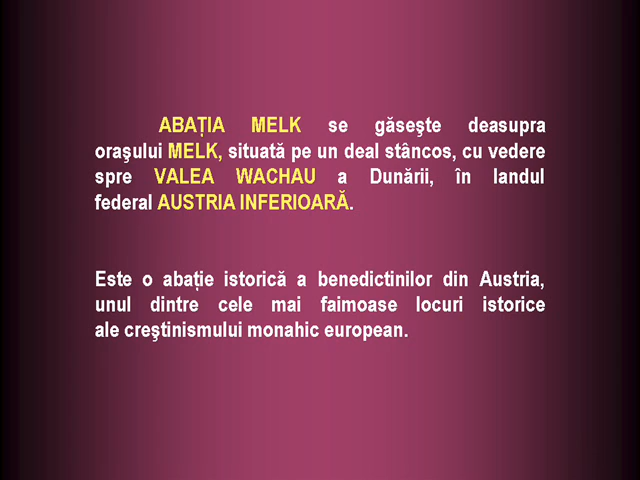 ABAȚIA MELK se găseşte deasupra
oraşului MELK, situată pe un deal stâncos, cu vedere
spre VALEA WACHAU a Dunării, în landul
federal AUSTRIA INFERIOARĂ.
Este o abație istorică a benedictinilor din Austria,
unul dintre cele mai faimoase locuri istorice
ale creştinismului monahic european.